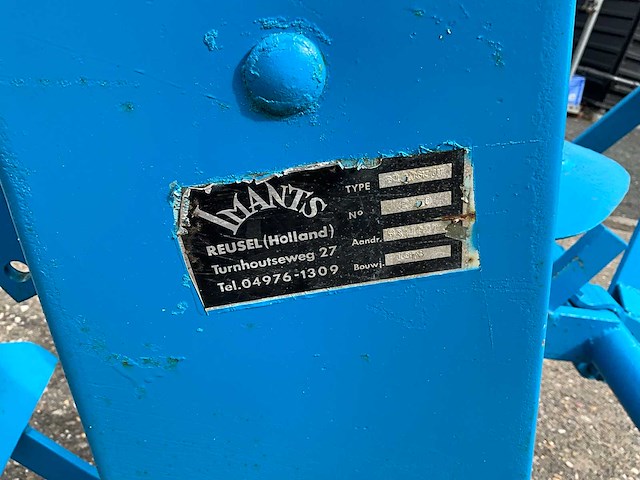 IMANTS
REUSEL (Holland)
Turnhoutseweg 27
Tel. 04976-1309
TYPE
No
Aandr.
Bouwj.